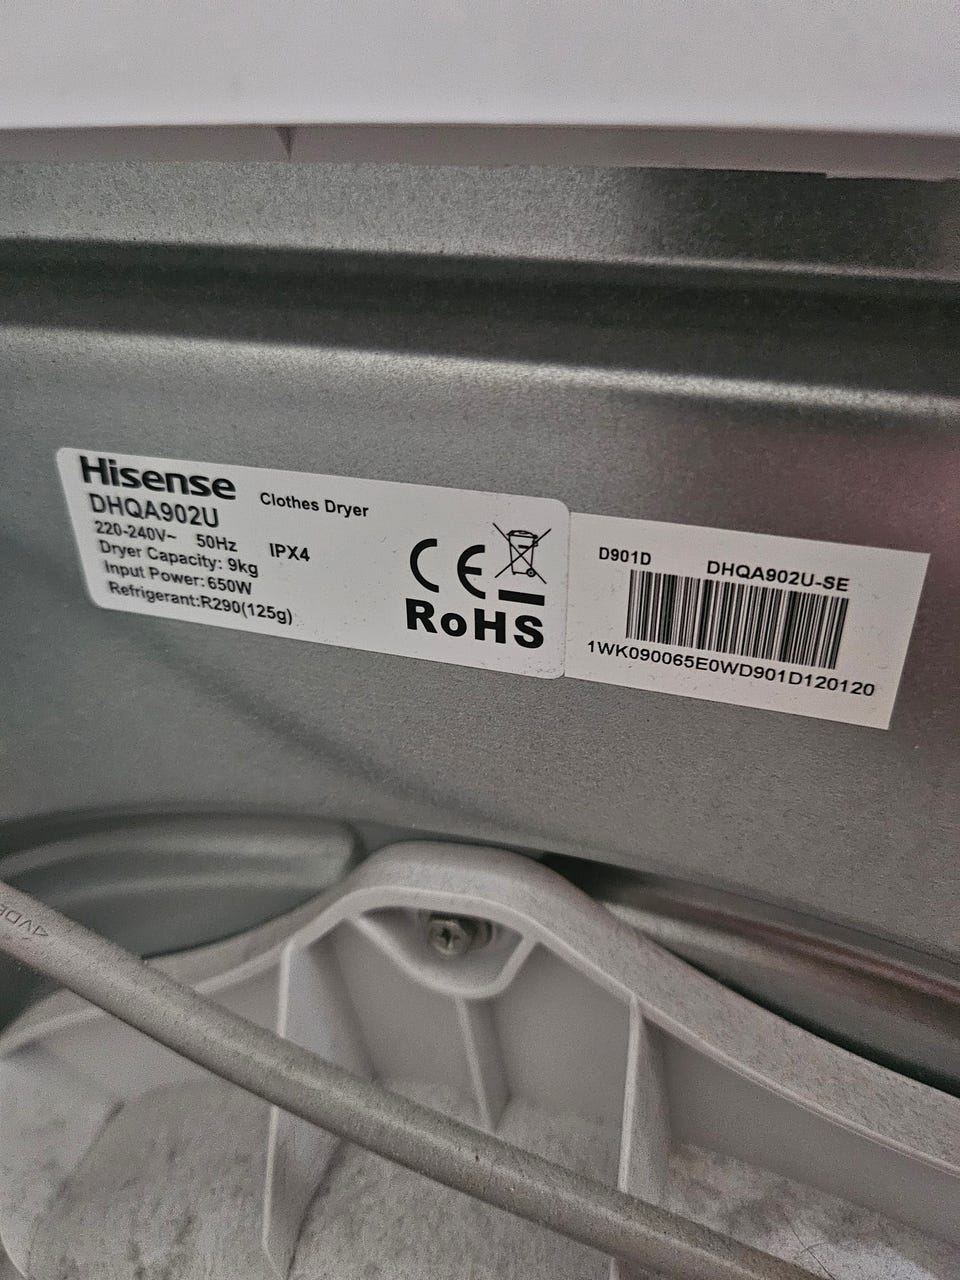 Hisense
Clothes Dryer
DHQA902U
220-240V~ 50Hz IPX4
Dryer Capacity: 9kg
Input Power: 650W
Refrigerant:R290(125g)
CE
RoHS
D901D DHQA902U-SE
1WK090065E0WD901D120120